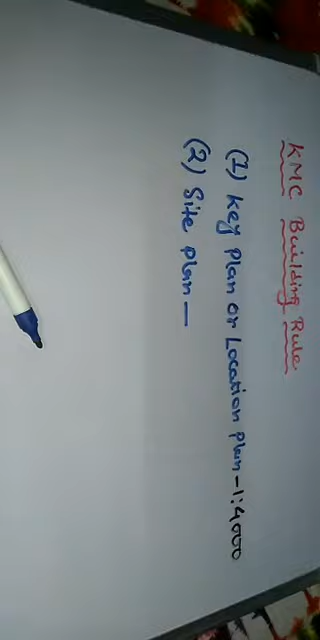 KMC Building Rule
(1) Key Plan or Location Plan - 1:4000
(2) Site Plan —